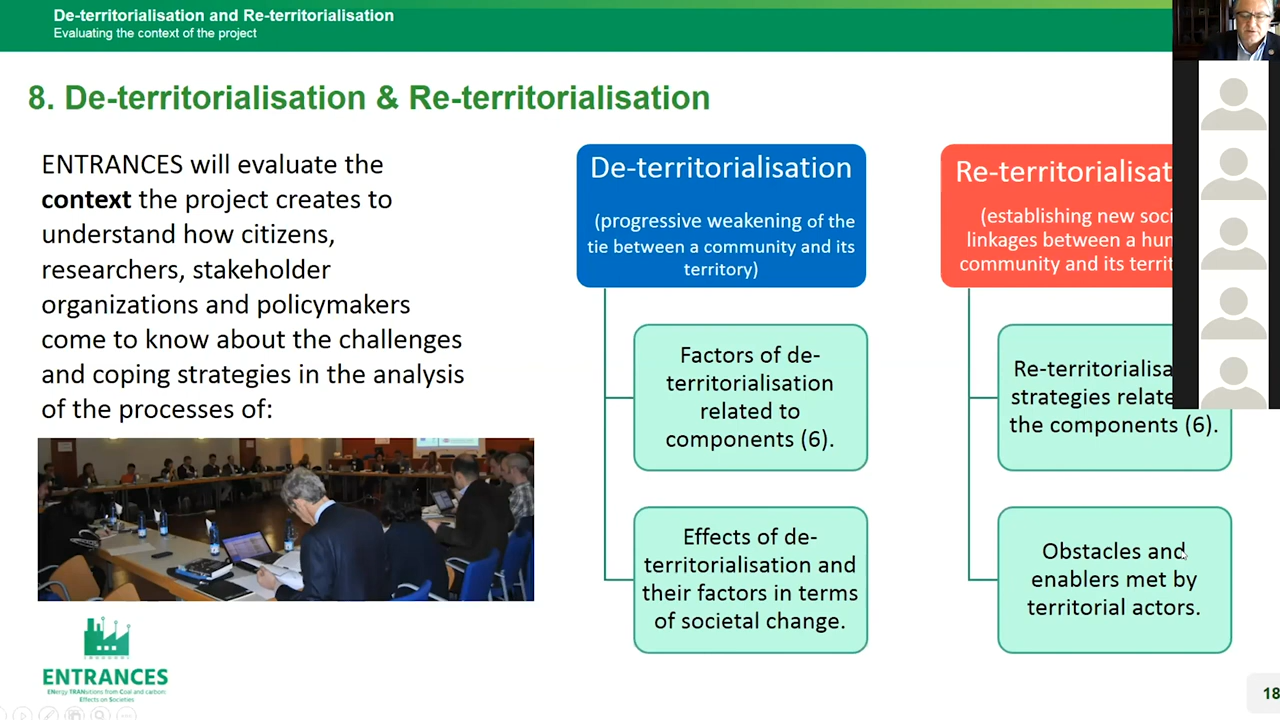 De-territorialisation and Re-territorialisation
Evaluating the context of the project
8. De-territorialisation & Re-territorialisation
ENTRANCES will evaluate the
context the project creates to
understand how citizens,
researchers, stakeholder
organizations and policymakers
come to know about the challenges
and coping strategies in the analysis
of the processes of:
De-territorialisation
(progressive weakening of the
tie between a community and its
territory)
Factors of de-
territorialisation
related to
components (6).
Effects of de-
territorialisation and
their factors in terms
of societal change.
Re-territorialisat
(establishing new soci
linkages between a hum
community and its territ
Re-territorialisa
strategies relate
the components (6).
Obstacles and
enablers met by
territorial actors.
ENTRANCES
ENergy TRANsitions from Coal and carbon
Effects on Societies
18